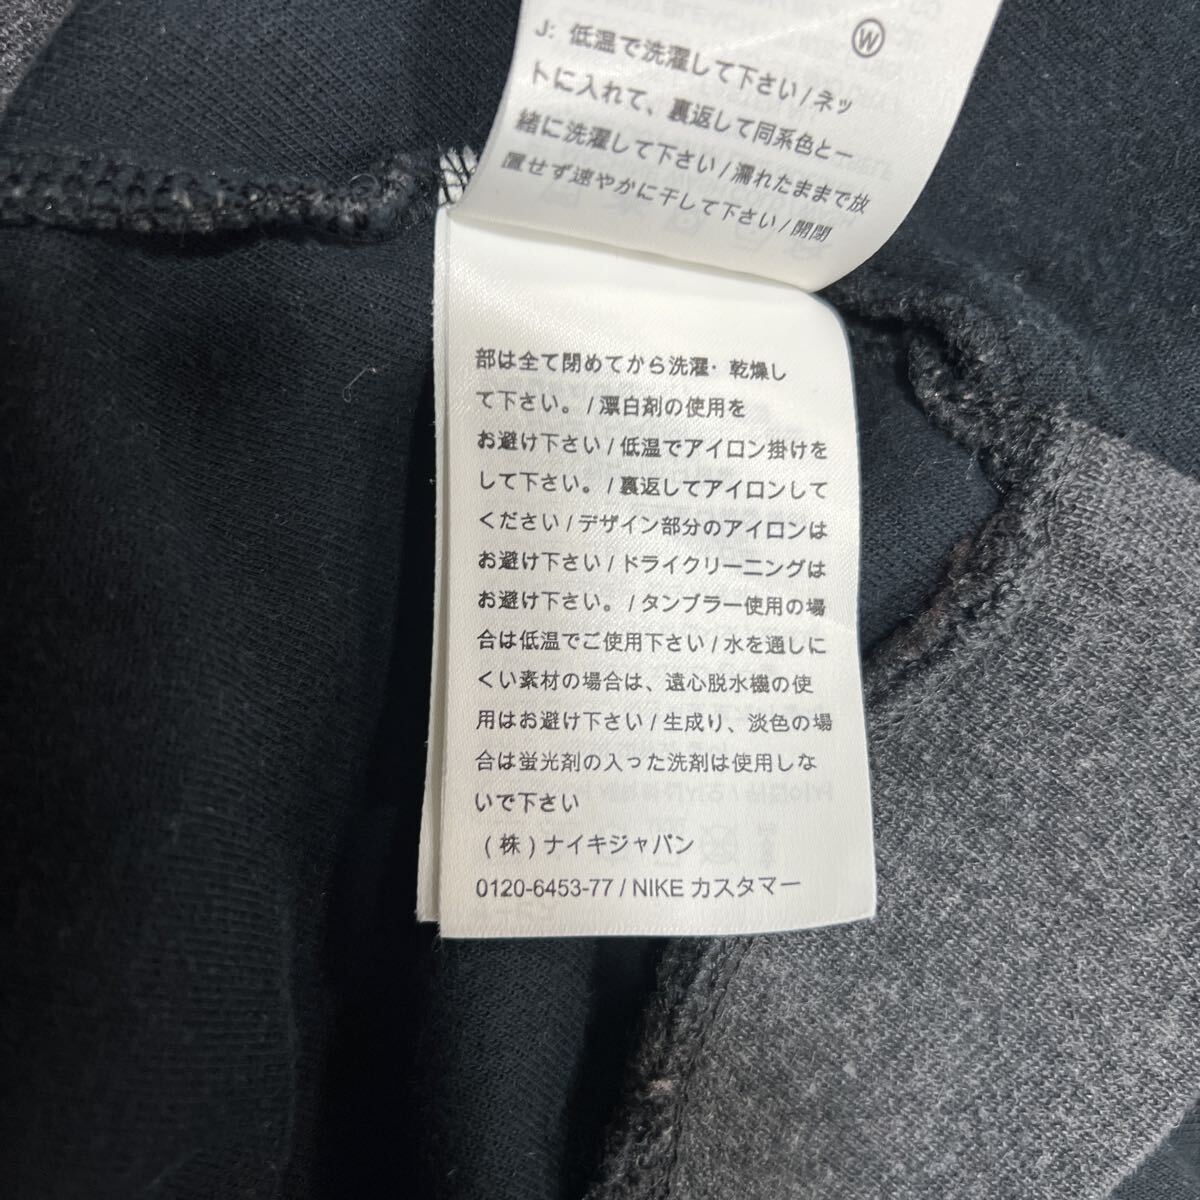 Ⓦ
J: 低温で洗濯して下さい / ネッ
トに入れて、裏返して同系色と一
緒に洗濯して下さい / 濡れたままで放
置せず速やかに干して下さい / 開閉
部は全て閉めてから洗濯・乾燥し
て下さい。/ 漂白剤の使用を
お避け下さい / 低温でアイロン掛けを
して下さい。/ 裏返してアイロンして
ください / デザイン部分のアイロンは
お避け下さい / ドライクリーニングは
お避け下さい。/ タンブラー使用の場
合は低温でご使用下さい / 水を通しに
くい素材の場合は、遠心脱水機の使
用はお避け下さい / 生成り、淡色の場
合は蛍光剤の入った洗剤は使用しな
いで下さい
(株) ナイキジャパン
0120-6453-77 / NIKE カスタマー